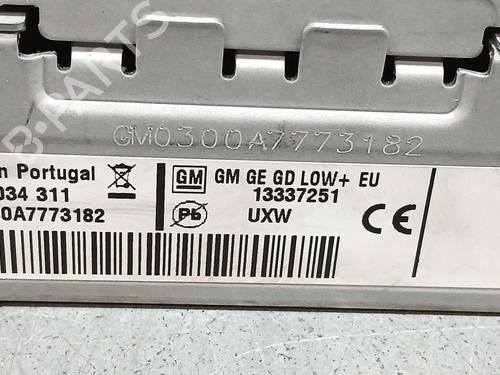 B-PARTS
GM0300A7773182
n Portugal
034 311
0A7773182
GM
GM GE GD LOW+ EU
13337251
Pb
UXW
CE